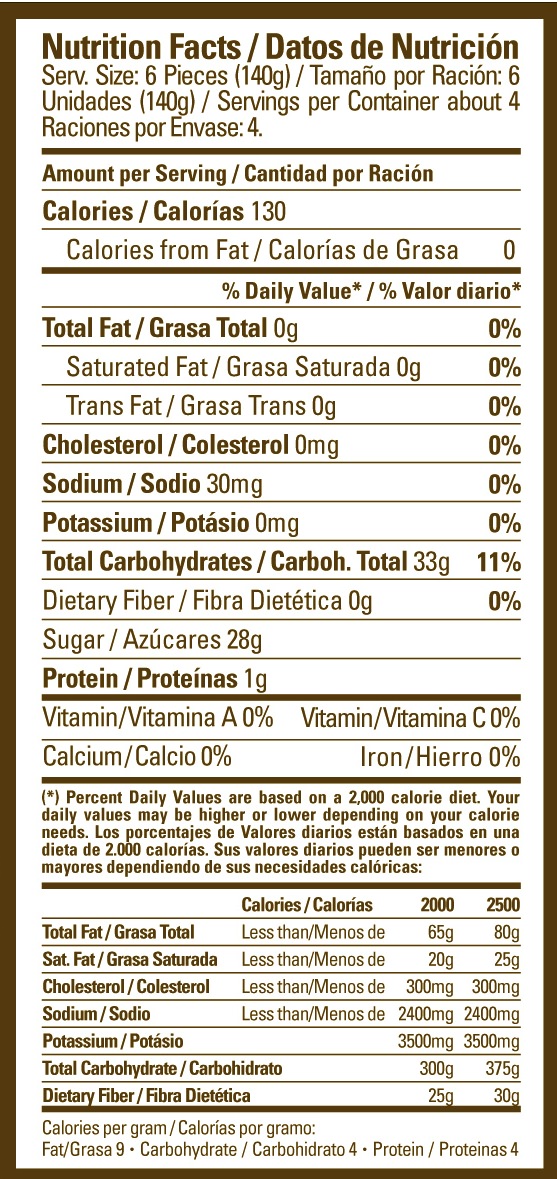 Nutrition Facts / Datos de Nutrición
Serv. Size: 6 Pieces (140g) / Tamaño por Ración: 6
Unidades (140g) / Servings per Container about 4
Raciones por Envase: 4.
Amount per Serving / Cantidad por Ración
Calories / Calorías 130
Calories from Fat / Calorías de Grasa 0
% Daily Value* / % Valor diario*
Total Fat / Grasa Total 0g 0%
Saturated Fat / Grasa Saturada 0g 0%
Trans Fat / Grasa Trans 0g 0%
Cholesterol / Colesterol 0mg 0%
Sodium / Sodio 30mg 0%
Potassium / Potásio 0mg 0%
Total Carbohydrates / Carboh. Total 33g 11%
Dietary Fiber / Fibra Dietética 0g 0%
Sugar / Azúcares 28g
Protein / Proteínas 1g
Vitamin/Vitamina A 0% Vitamin/Vitamina C 0%
Calcium/Calcio 0% Iron/Hierro 0%
(*) Percent Daily Values are based on a 2,000 calorie diet. Your
daily values may be higher or lower depending on your calorie
needs. Los porcentajes de Valores diarios están basados en una
dieta de 2.000 calorías. Sus valores diarios pueden ser menores o
mayores dependiendo de sus necesidades calóricas:
Calories / Calorías 2000 2500
Total Fat / Grasa Total Less than/Menos de 65g 80g
Sat. Fat / Grasa Saturada Less than/Menos de 20g 25g
Cholesterol / Colesterol Less than/Menos de 300mg 300mg
Sodium / Sodio Less than/Menos de 2400mg 2400mg
Potassium / Potásio 3500mg 3500mg
Total Carbohydrate / Carbohidrato 300g 375g
Dietary Fiber / Fibra Dietética 25g 30g
Calories per gram / Calorías por gramo:
Fat/Grasa 9 • Carbohydrate / Carbohidrato 4 • Protein / Proteinas 4